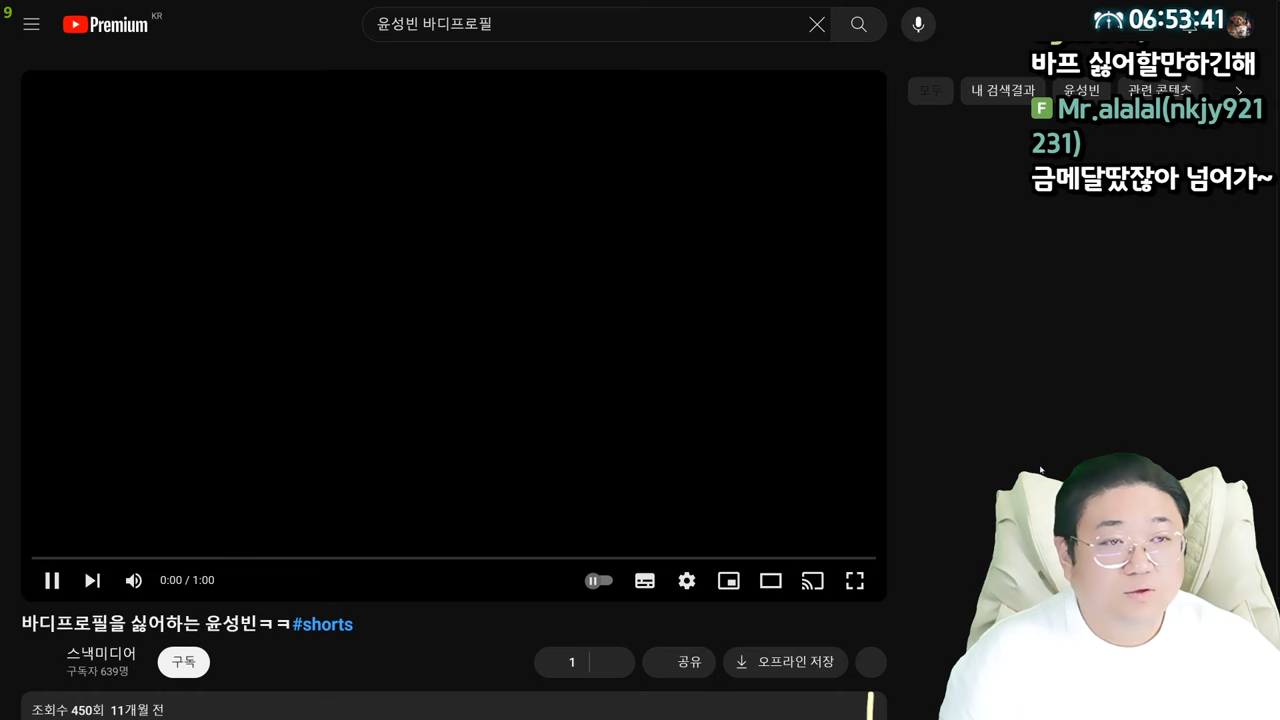 9
Premium KR
윤성빈 바디프로필
06:53:41
바프 싫어할만하긴해
모두
내 검색결과
윤성빈
관련 콘텐츠
F Mr.alalal(nkjy921
231)
금메달땄잖아 넘어가~
0:00 / 1:00
바디프로필을 싫어하는 윤성빈ㅋㅋ#shorts
스낵미디어
구독자 639명
구독
1
공유
오프라인 저장
조회수 450회 11개월 전